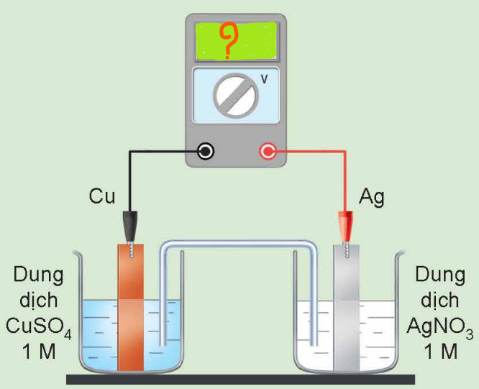 ?
V
Cu
Ag
Dung
dịch
CuSO₄
1 M
Dung
dịch
AgNO₃
1 M